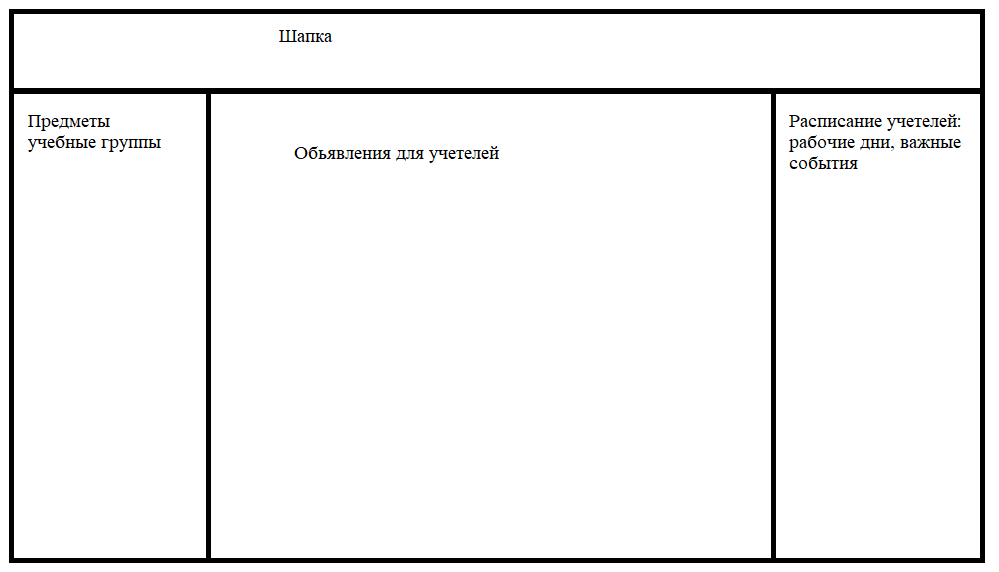 Шапка
Предметы
учебные группы
Обьявления для учетелей
Расписание учетелей:
рабочие дни, важные
события